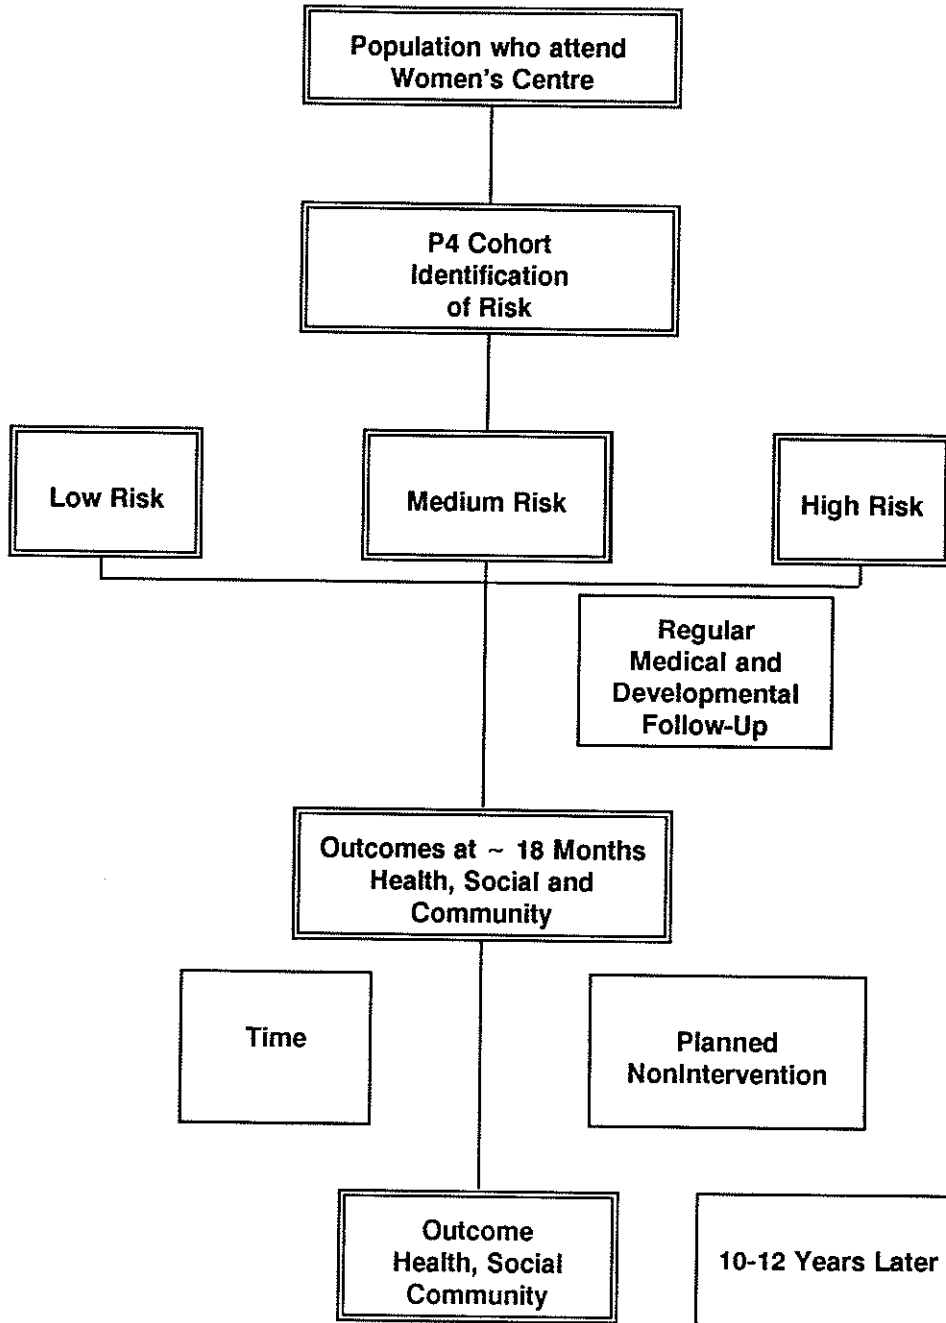 Population who attend
Women's Centre
P4 Cohort
Identification
of Risk
Low Risk
Medium Risk
High Risk
Regular
Medical and
Developmental
Follow-Up
Outcomes at ~ 18 Months
Health, Social and
Community
Time
Planned
NonIntervention
Outcome
Health, Social
Community
10-12 Years Later